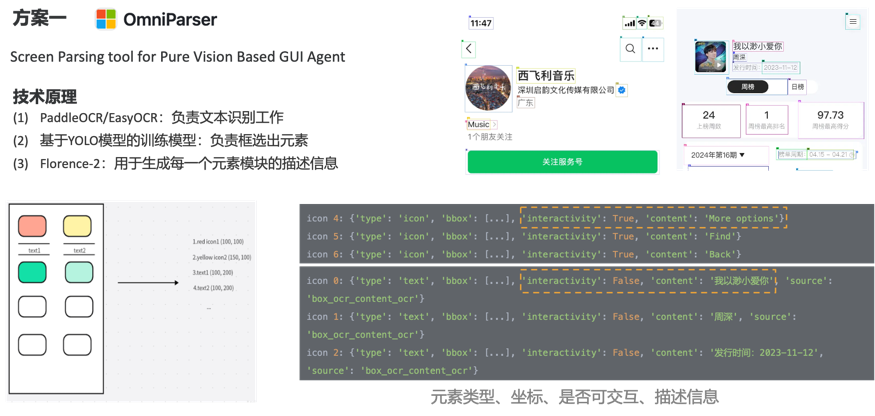 方案一
OmniParser
Screen Parsing tool for Pure Vision Based GUI Agent
技术原理
(1) PaddleOCR/EasyOCR：负责文本识别工作
(2) 基于YOLO模型的训练模型：负责框选出元素
(3) Florence-2：用于生成每一个元素模块的描述信息
11:47
西飞利音乐
西飞利音乐
深圳启韵文化传媒有限公司
广东
Music >
1个朋友关注
关注服务号
我以渺小爱你
周深
发行时间：2023-11-12
周榜
日榜
24
上榜周数
1
周榜最高排名
97.73
周榜最高得分
2024年第16期 ▼
04.15 ~ 04.21
text1
text2
1.red icon1 (100, 100)
2.yellow icon2 (150, 100)
3.text1 (100, 200)
4.text2 (100, 200)
...
icon 4: {'type': 'icon', 'bbox': [...], 'interactivity': True, 'content': 'More options'}
icon 5: {'type': 'icon', 'bbox': [...], 'interactivity': True, 'content': 'Find'}
icon 6: {'type': 'icon', 'bbox': [...], 'interactivity': True, 'content': 'Back'}
icon 0: {'type': 'text', 'bbox': [...], 'interactivity': False, 'content': '我以渺小爱你', 'source':
'box_ocr_content_ocr'}
icon 1: {'type': 'text', 'bbox': [...], 'interactivity': False, 'content': '周深', 'source':
'box_ocr_content_ocr'}
icon 2: {'type': 'text', 'bbox': [...], 'interactivity': False, 'content': '发行时间：2023-11-12',
'source': 'box_ocr_content_ocr'}
元素类型、坐标、是否可交互、描述信息